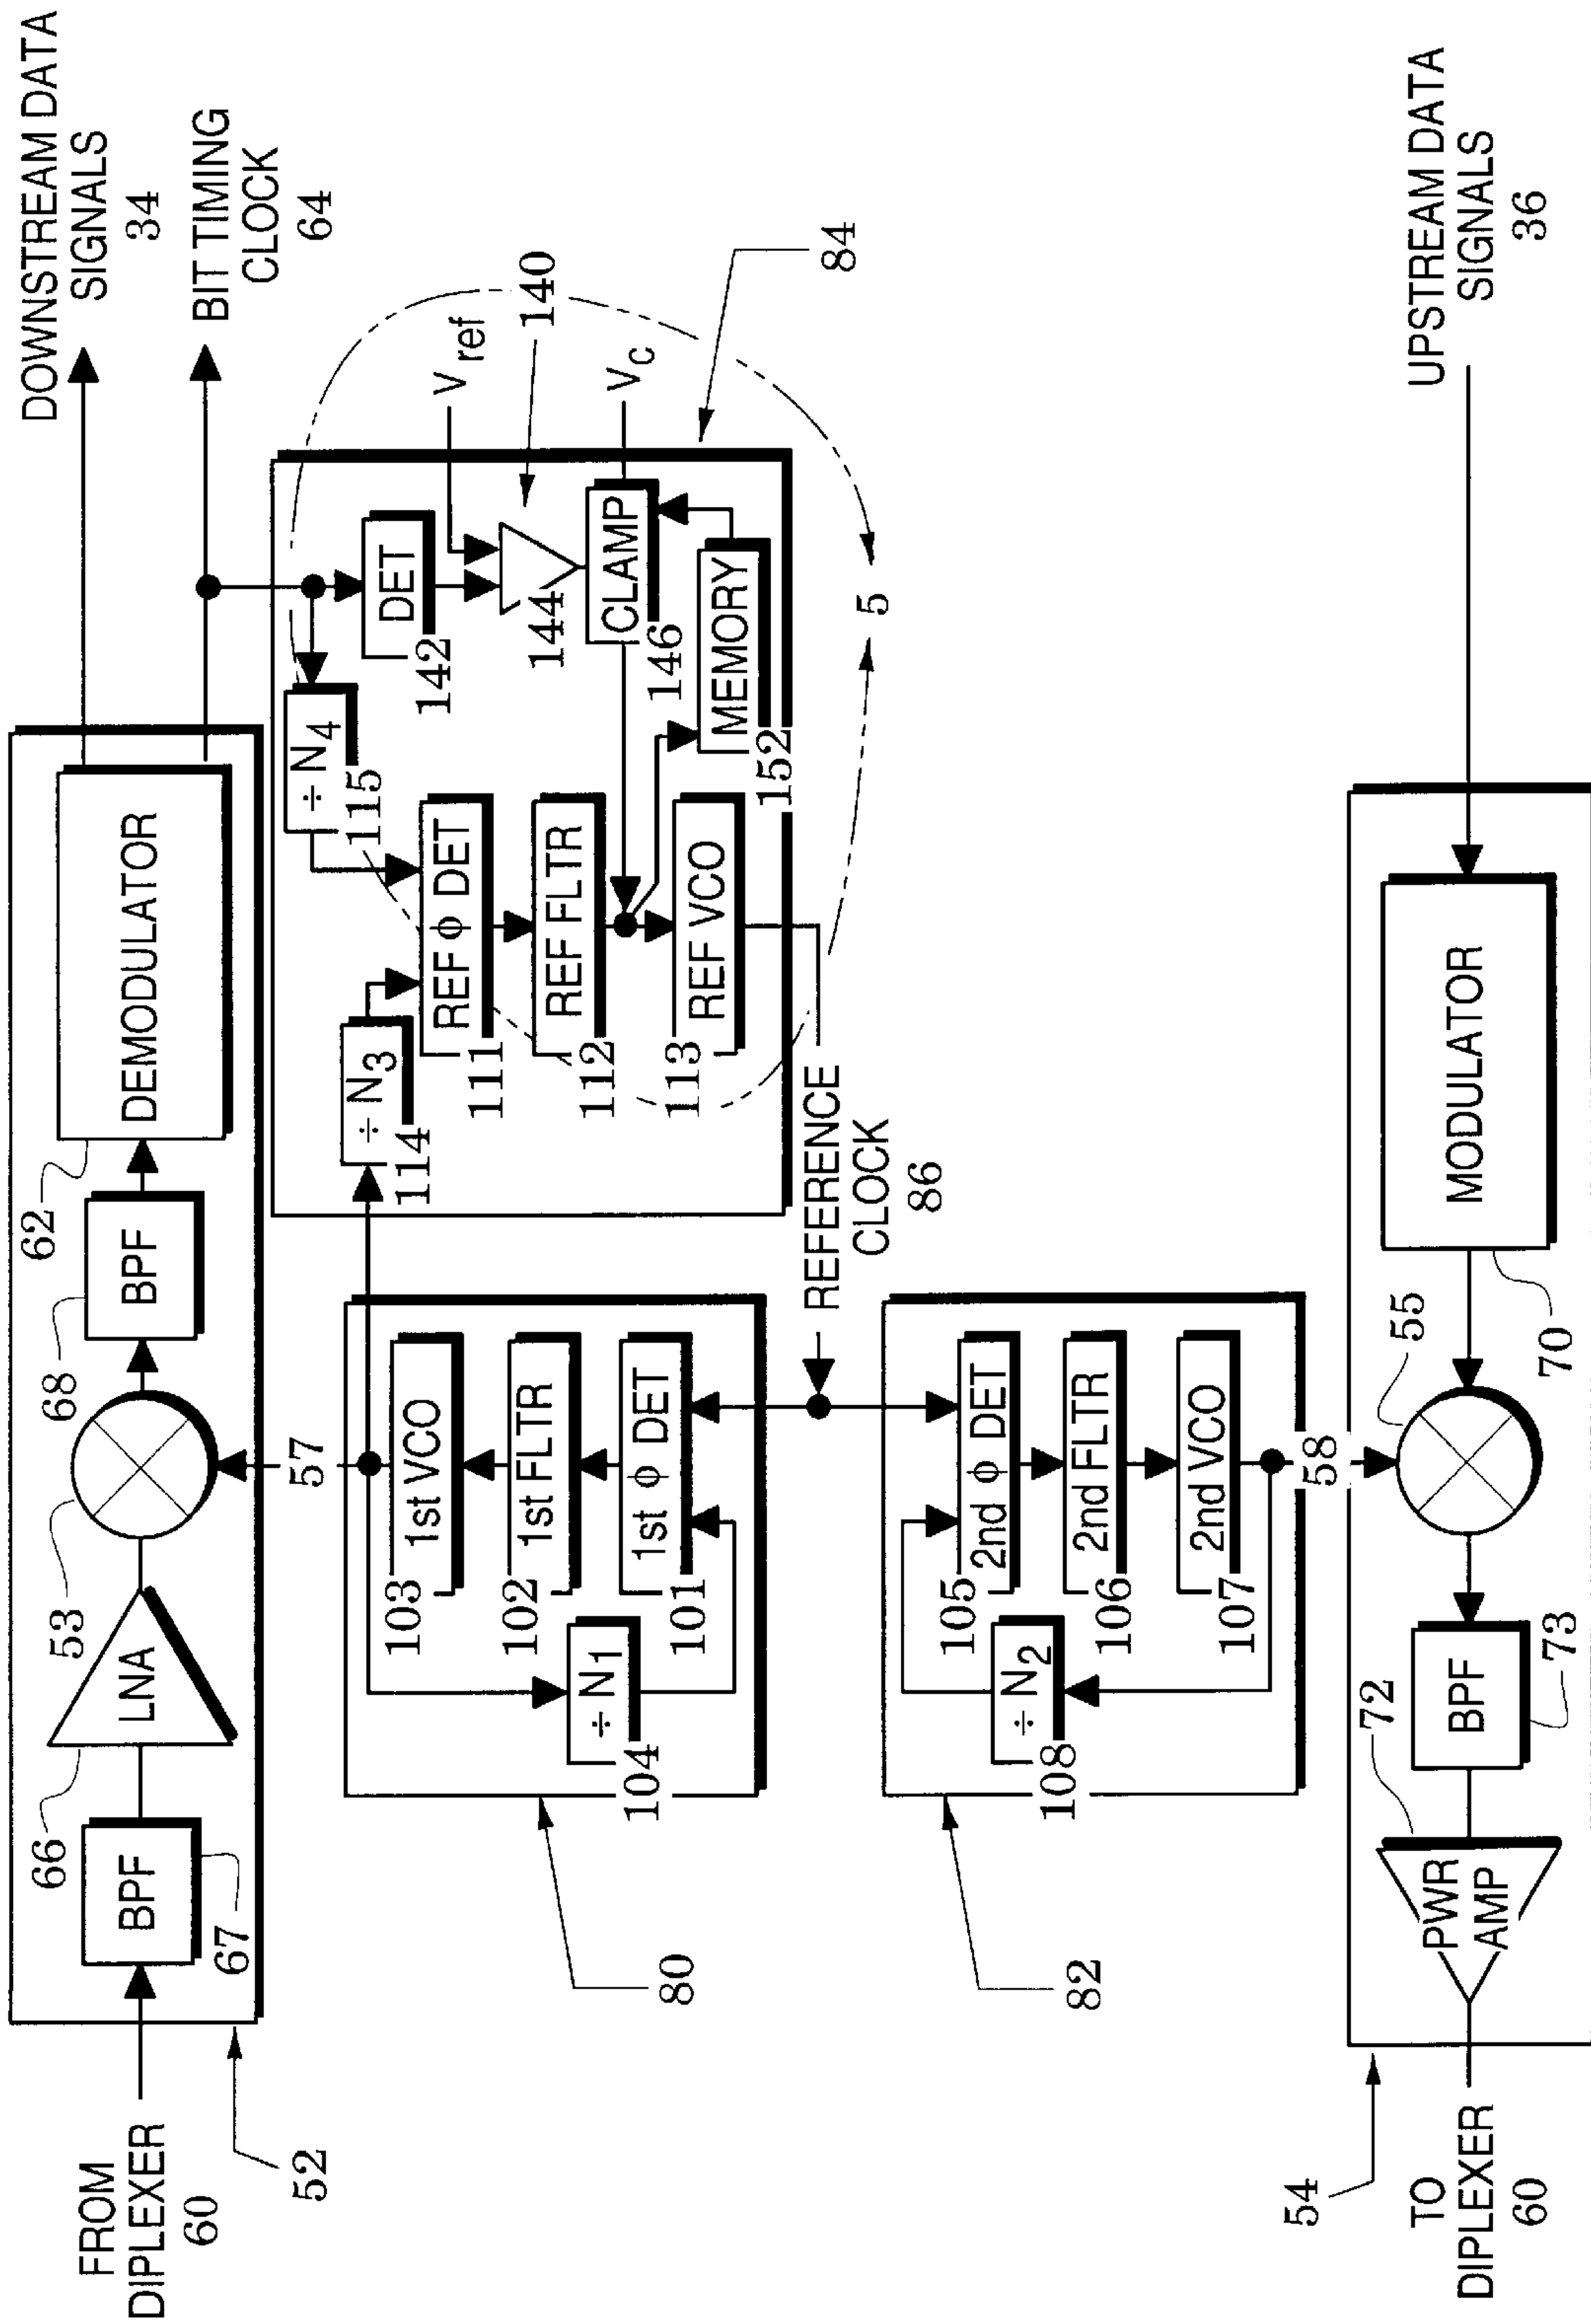 FROM
DIPLEXER
60
52
BPF
67
66
LNA
53
68
BPF
62
DEMODULATOR
DOWNSTREAM DATA
SIGNALS
34
BIT TIMING
CLOCK
64
57
80
÷ N1
104
1st VCO
103
1st FLTR
102
1st ϕ DET
101
÷ N3
114
÷ N4
115
REF ϕ DET
111
REF FLTR
112
REF VCO
113
DET
142
144
Vref
140
CLAMP
146
Vc
MEMORY
152
84
5
REFERENCE
CLOCK
86
82
÷ N2
108
2nd ϕ DET
105
2nd FLTR
106
2nd VCO
107
58
54
TO
DIPLEXER
60
PWR
AMP
72
BPF
73
55
MODULATOR
70
UPSTREAM DATA
SIGNALS
36